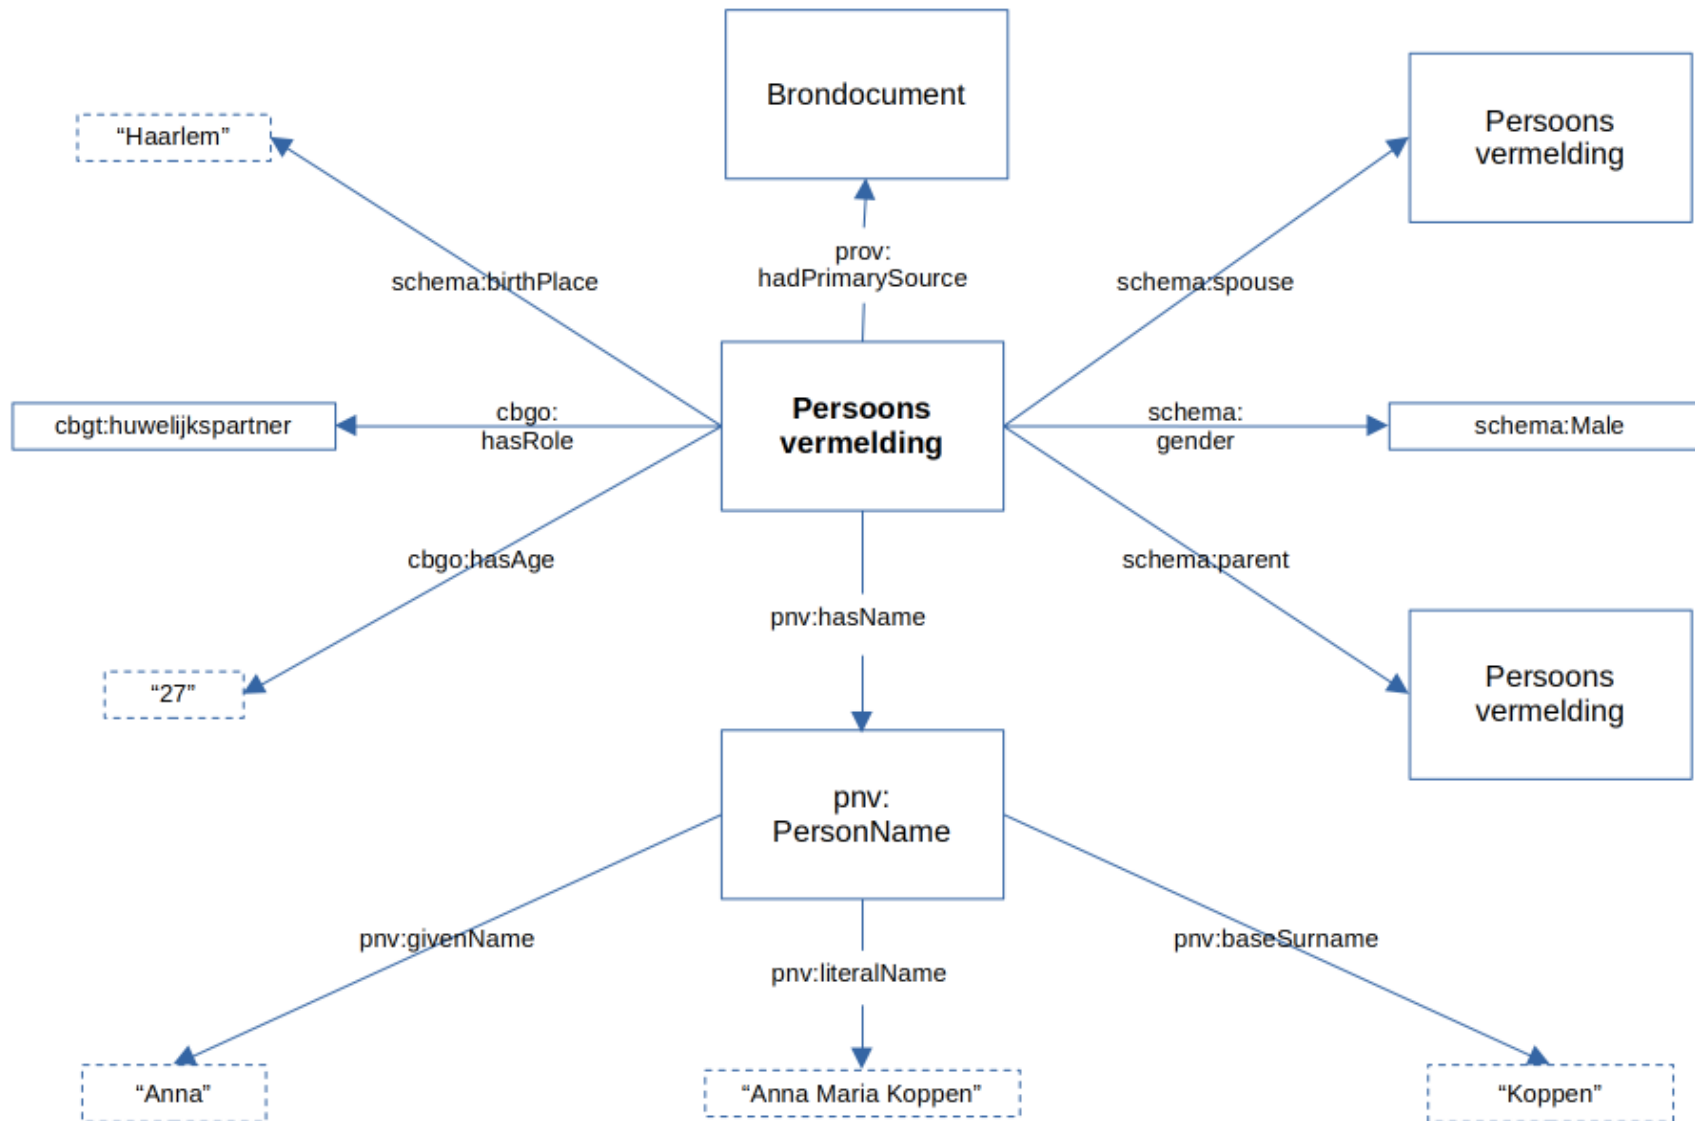 Brondocument
Persoons
vermelding
“Haarlem”
prov:
hadPrimarySource
schema:birthPlace
schema:spouse
cbgt:huwelijkspartner
cbgo:
hasRole
Persoons
vermelding
schema:
gender
schema:Male
cbgo:hasAge
schema:parent
pnv:hasName
“27”
Persoons
vermelding
pnv:
PersonName
pnv:givenName
pnv:literalName
pnv:baseSurname
“Anna”
“Anna Maria Koppen”
“Koppen”